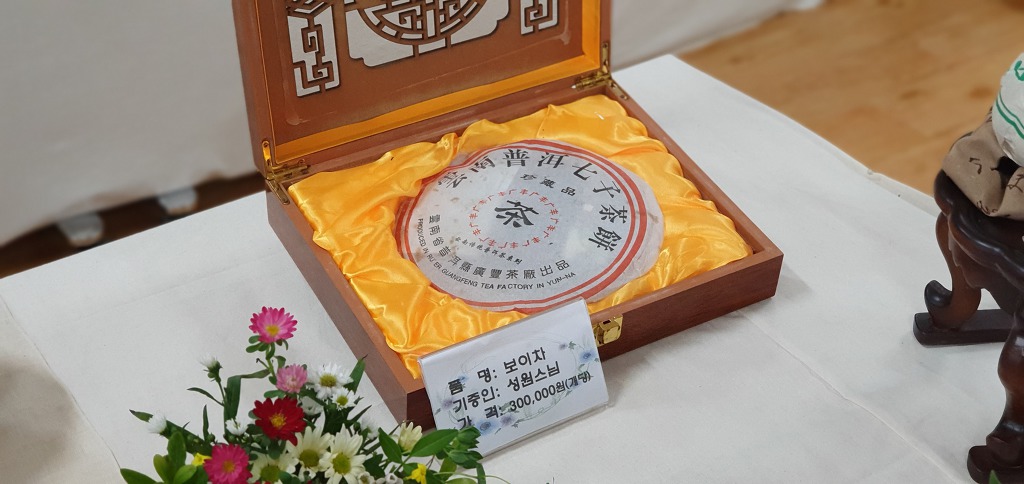 雲南普洱七子茶餅
珍藏品
茶
雲南省普洱縣廣豐茶廠出品
PRODUCED IN PU ER GUANGFENG TEA FACTORY IN YUN-NA
품 명: 보이차
기증인: 성원스님
가 격: 300,000원(개당)